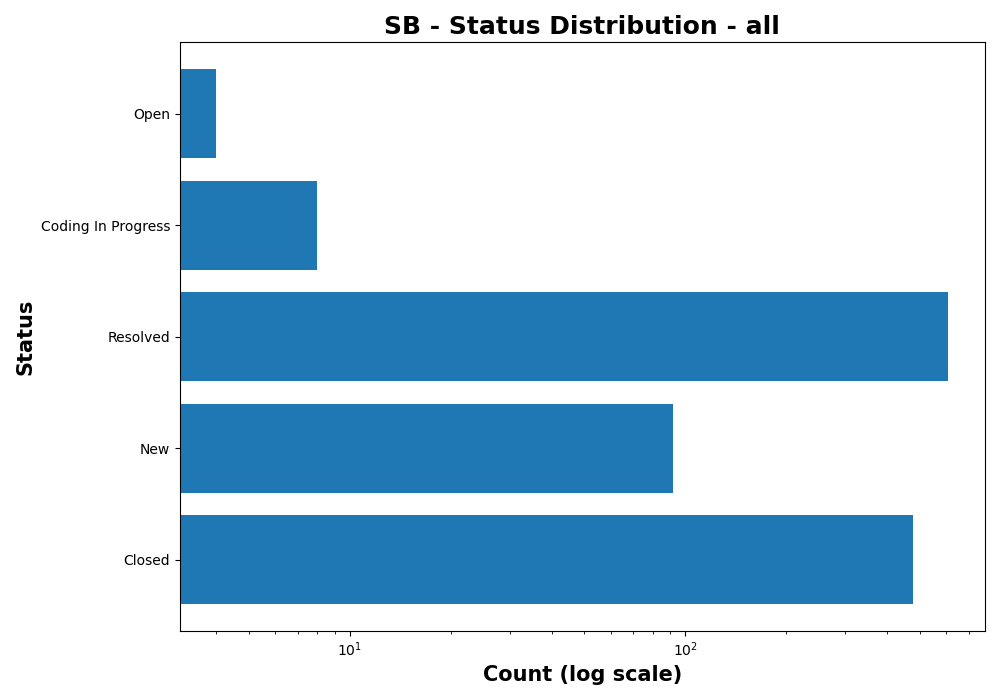 SB - Status Distribution - all
Open
Coding In Progress
Resolved
New
Closed
Status
10¹
10²
Count (log scale)